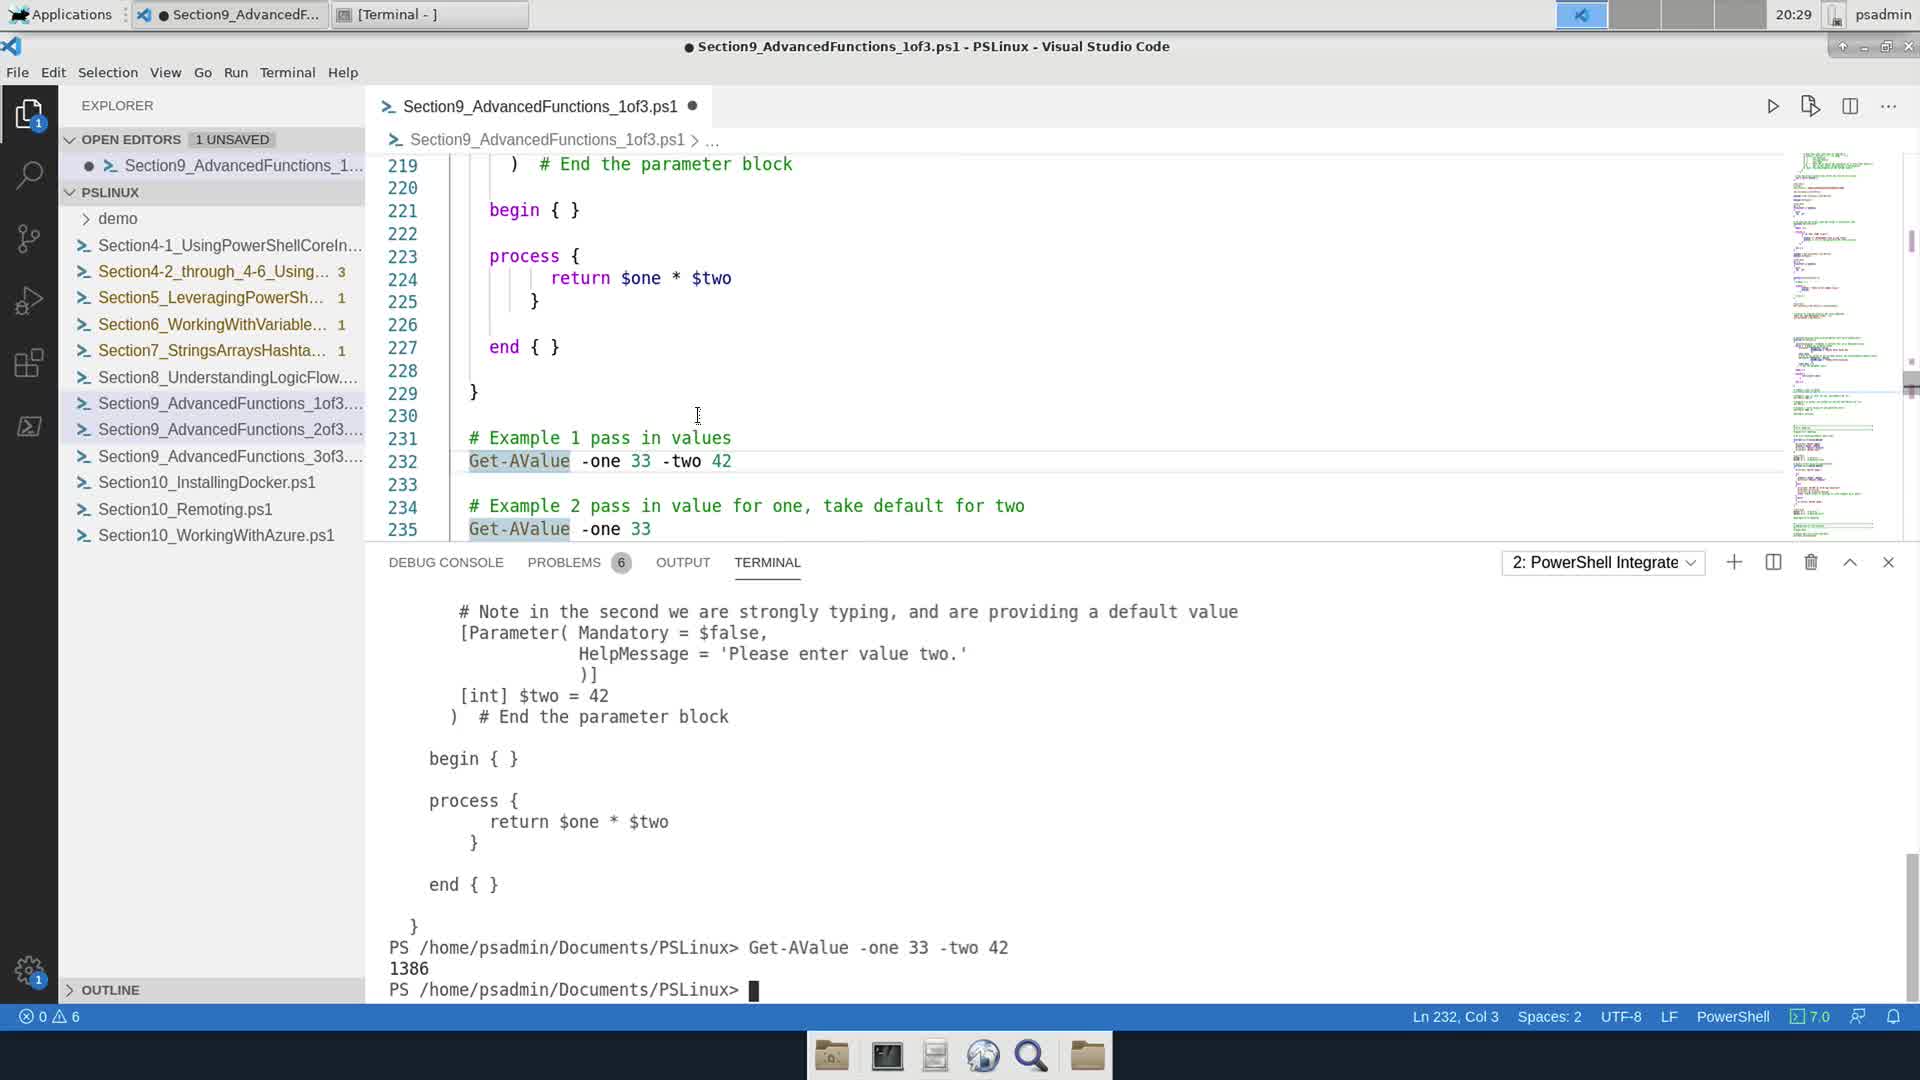 Applications
● Section9_AdvancedF...
[Terminal - ]
20:29
psadmin
● Section9_AdvancedFunctions_1of3.ps1 - PSLinux - Visual Studio Code
File Edit Selection View Go Run Terminal Help
1
EXPLORER
OPEN EDITORS 1 UNSAVED
● Section9_AdvancedFunctions_1...
PSLINUX
demo
Section4-1_UsingPowerShellCoreIn...
Section4-2_through_4-6_Using... 3
Section5_LeveragingPowerSh... 1
Section6_WorkingWithVariable... 1
Section7_StringsArraysHashta... 1
Section8_UnderstandingLogicFlow....
Section9_AdvancedFunctions_1of3....
Section9_AdvancedFunctions_2of3....
Section9_AdvancedFunctions_3of3....
Section10_InstallingDocker.ps1
Section10_Remoting.ps1
Section10_WorkingWithAzure.ps1
OUTLINE
1
Section9_AdvancedFunctions_1of3.ps1 ●
Section9_AdvancedFunctions_1of3.ps1 > ...
219 ) # End the parameter block
220
221 begin { }
222
223 process {
224 return $one * $two
225 }
226
227 end { }
228
229 }
230
231 # Example 1 pass in values
232 Get-AValue -one 33 -two 42
233
234 # Example 2 pass in value for one, take default for two
235 Get-AValue -one 33
DEBUG CONSOLE PROBLEMS 6 OUTPUT TERMINAL
2: PowerShell Integrate
# Note in the second we are strongly typing, and are providing a default value
[Parameter( Mandatory = $false,
HelpMessage = 'Please enter value two.'
)]
[int] $two = 42
) # End the parameter block
begin { }
process {
return $one * $two
}
end { }
}
PS /home/psadmin/Documents/PSLinux> Get-AValue -one 33 -two 42
1386
PS /home/psadmin/Documents/PSLinux>
0 6
Ln 232, Col 3 Spaces: 2 UTF-8 LF PowerShell 7.0